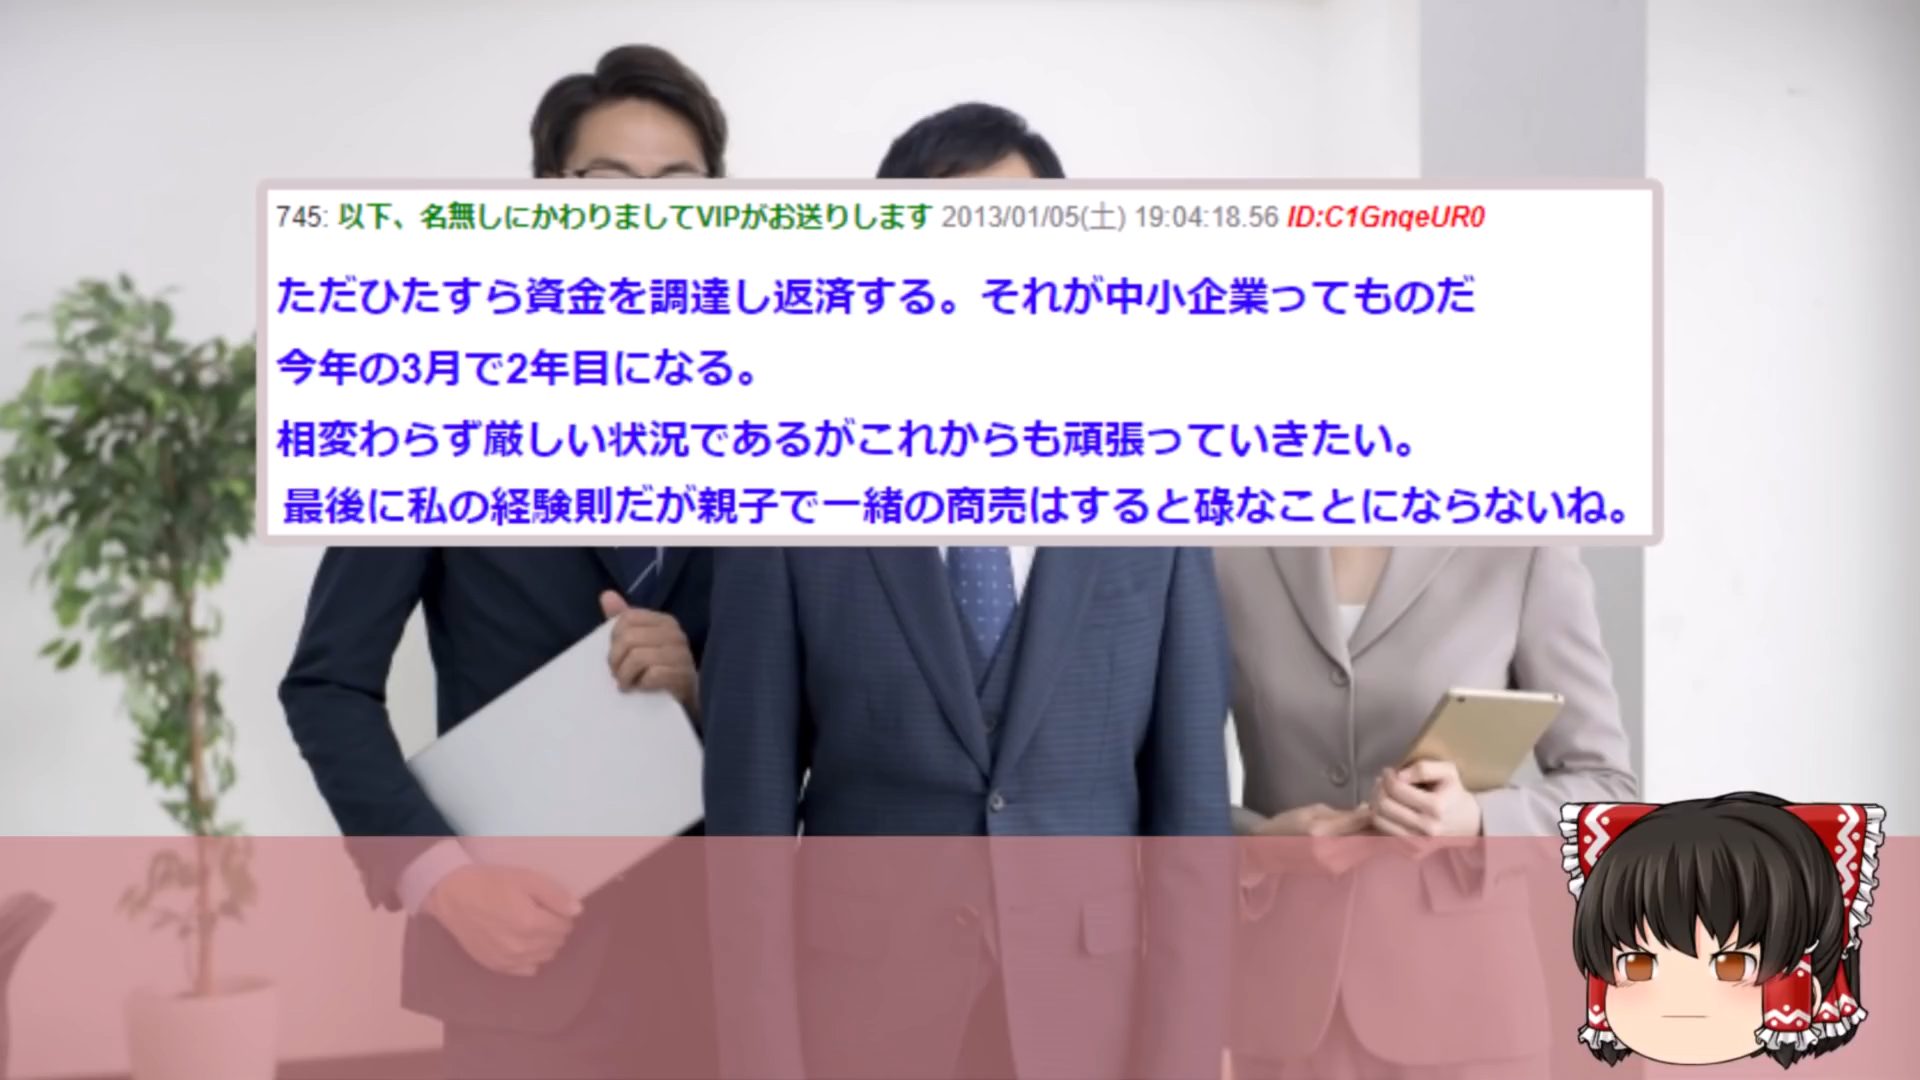 745: 以下、名無しにかわりましてVIPがお送りします 2013/01/05(土) 19:04:18.56 ID:C1GnqeUR0
ただひたすら資金を調達し返済する。それが中小企業ってものだ
今年の3月で2年目になる。
相変わらず厳しい状況であるがこれからも頑張っていきたい。
最後に私の経験則だが親子で一緒の商売はすると碌なことにならないね。